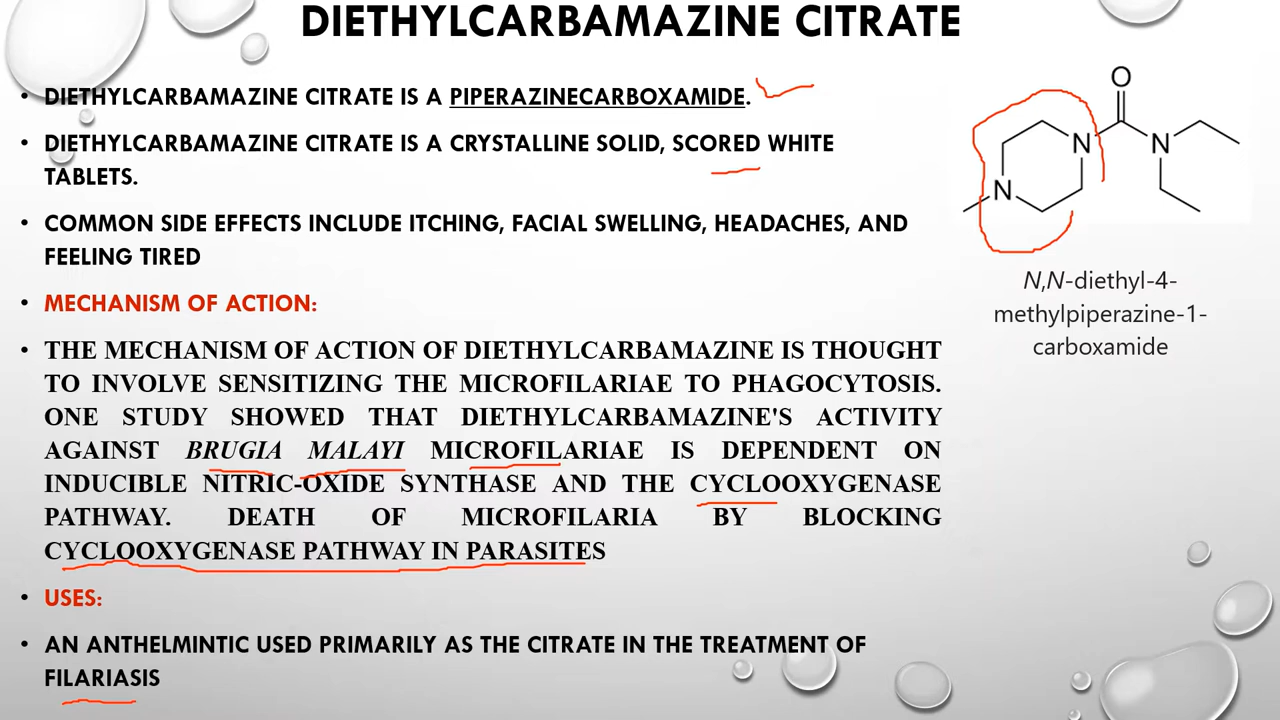 DIETHYLCARBAMAZINE CITRATE
• DIETHYLCARBAMAZINE CITRATE IS A PIPERAZINECARBOXAMIDE.
• DIETHYLCARBAMAZINE CITRATE IS A CRYSTALLINE SOLID, SCORED WHITE
TABLETS.
• COMMON SIDE EFFECTS INCLUDE ITCHING, FACIAL SWELLING, HEADACHES, AND
FEELING TIRED
• MECHANISM OF ACTION:
• THE MECHANISM OF ACTION OF DIETHYLCARBAMAZINE IS THOUGHT
TO INVOLVE SENSITIZING THE MICROFILARIAE TO PHAGOCYTOSIS.
ONE STUDY SHOWED THAT DIETHYLCARBAMAZINE'S ACTIVITY
AGAINST BRUGIA MALAYI MICROFILARIAE IS DEPENDENT ON
INDUCIBLE NITRIC-OXIDE SYNTHASE AND THE CYCLOOXYGENASE
PATHWAY. DEATH OF MICROFILARIA BY BLOCKING
CYCLOOXYGENASE PATHWAY IN PARASITES
• USES:
• AN ANTHELMINTIC USED PRIMARILY AS THE CITRATE IN THE TREATMENT OF
FILARIASIS
O
N
N
N
N,N-diethyl-4-
methylpiperazine-1-
carboxamide